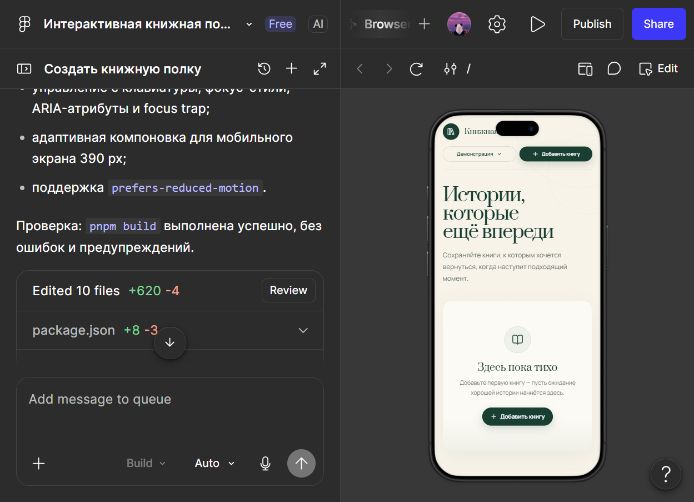 Интерактивная книжная по...
Free
AI
Browser
Publish
Share
Создать книжную полку
/
Edit
управление с клавиатуры, фокус-стили,
ARIA-атрибуты и focus trap;
адаптивная компоновка для мобильного
экрана 390 px;
поддержка prefers-reduced-motion.
Проверка: pnpm build выполнена успешно, без
ошибок и предупреждений.
Edited 10 files +620 -4
Review
package.json +8 -3
Add message to queue
Build
Auto
Демонстрация
+ Добавить книгу
Истории,
которые
ещё впереди
Сохраняйте книги, к которым хочется
вернуться, когда наступит подходящий
момент.
Здесь пока тихо
Добавьте первую книгу — пусть ожидание
хорошей истории начнётся здесь.
+ Добавить книгу
?